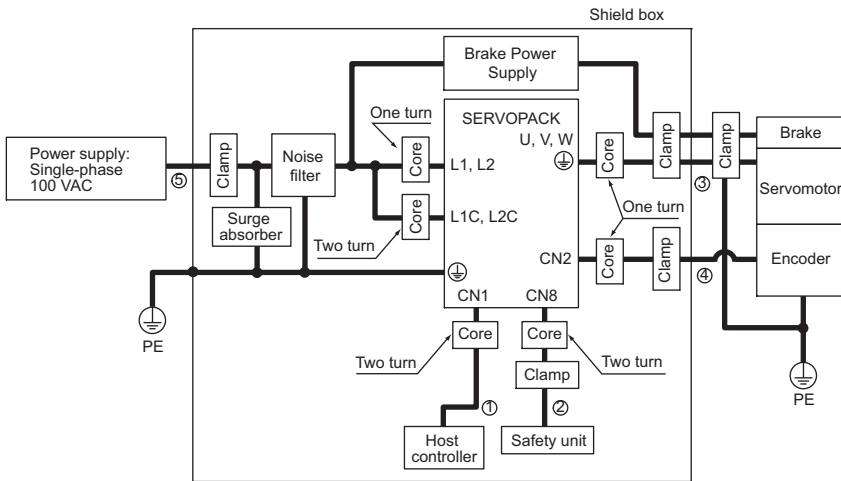 Shield box
Brake Power
Supply
One turn
SERVOPACK
U, V, W
Power supply:
Single-phase
100 VAC
⑤
Clamp
Noise
filter
Core
L1, L2
Core
Clamp
Clamp
③
Brake
Servomotor
Surge
absorber
Two turn
Core
L1C, L2C
One turn
CN2
Core
Clamp
④
Encoder
PE
CN1
CN8
Two turn
Core
Core
Two turn
Clamp
PE
①
②
Host
controller
Safety unit